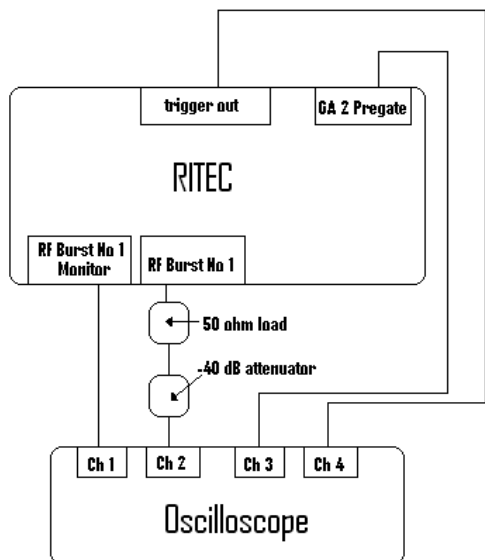 trigger out
GA 2 Pregate
RITEC
RF Burst No 1
Monitor
RF Burst No 1
50 ohm load
-40 dB attenuator
Ch 1
Ch 2
Ch 3
Ch 4
Oscilloscope